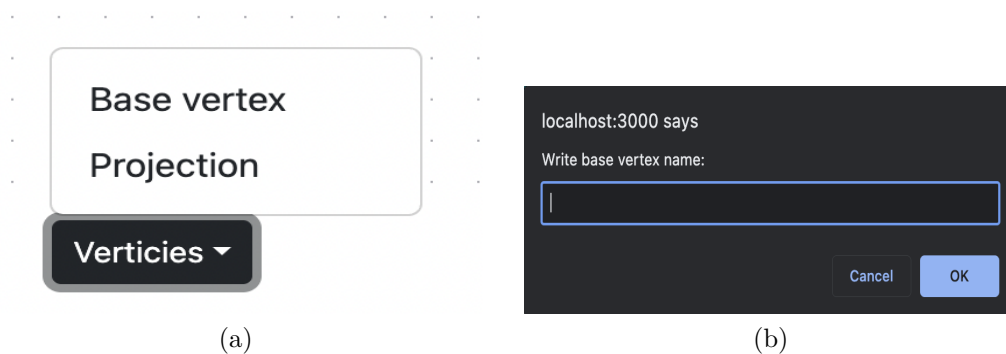 Base vertex
Projection
Verticies
(a)
localhost:3000 says
Write base vertex name:
Cancel OK
(b)